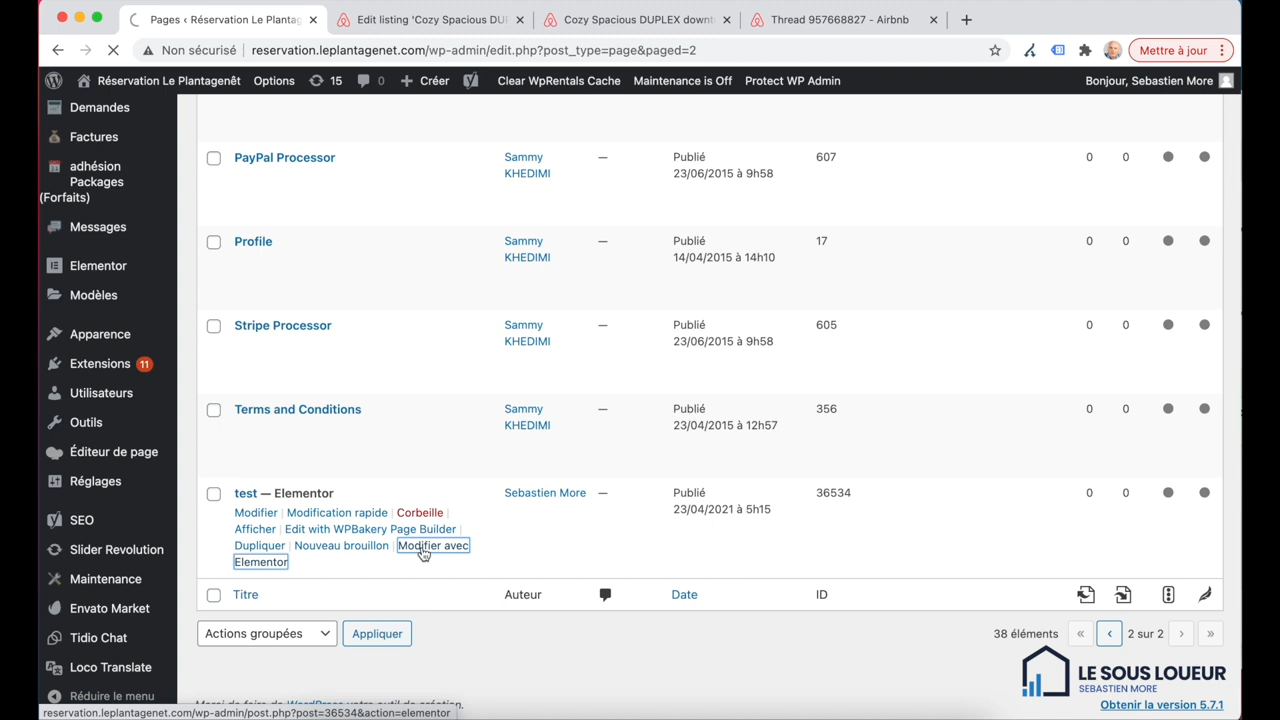 Pages ‹ Réservation Le Plantag
Edit listing 'Cozy Spacious DU
Cozy Spacious DUPLEX downt
Thread 957668827 - Airbnb
Non sécurisé
reservation.leplantagenet.com/wp-admin/edit.php?post_type=page&paged=2
Mettre à jour
Réservation Le Plantagenêt
Options
15
0
Créer
Clear WpRentals Cache
Maintenance is Off
Protect WP Admin
Bonjour, Sebastien More
Demandes
Factures
adhésion
Packages
(Forfaits)
Messages
Elementor
Modèles
Apparence
Extensions 11
Utilisateurs
Outils
Éditeur de page
Réglages
SEO
Slider Revolution
Maintenance
Envato Market
Tidio Chat
Loco Translate
Réduire le menu
PayPal Processor
Sammy
KHEDIMI
—
Publié
23/06/2015 à 9h58
607
0
0
Profile
Sammy
KHEDIMI
—
Publié
14/04/2015 à 14h10
17
0
0
Stripe Processor
Sammy
KHEDIMI
—
Publié
23/06/2015 à 9h58
605
0
0
Terms and Conditions
Sammy
KHEDIMI
—
Publié
23/04/2015 à 12h57
356
0
0
test — Elementor
Modifier | Modification rapide | Corbeille |
Afficher | Edit with WPBakery Page Builder |
Dupliquer | Nouveau brouillon | Modifier avec
Elementor
Sebastien More
—
Publié
23/04/2021 à 5h15
36534
0
0
Titre
Auteur
Date
ID
Actions groupées
Appliquer
38 éléments
«
‹
2 sur 2
›
»
LE SOUS LOUEUR
SEBASTIEN MORE
Merci de faire de WordPress votre outil de création.
Obtenir la version 5.7.1
reservation.leplantagenet.com/wp-admin/post.php?post=36534&action=elementor